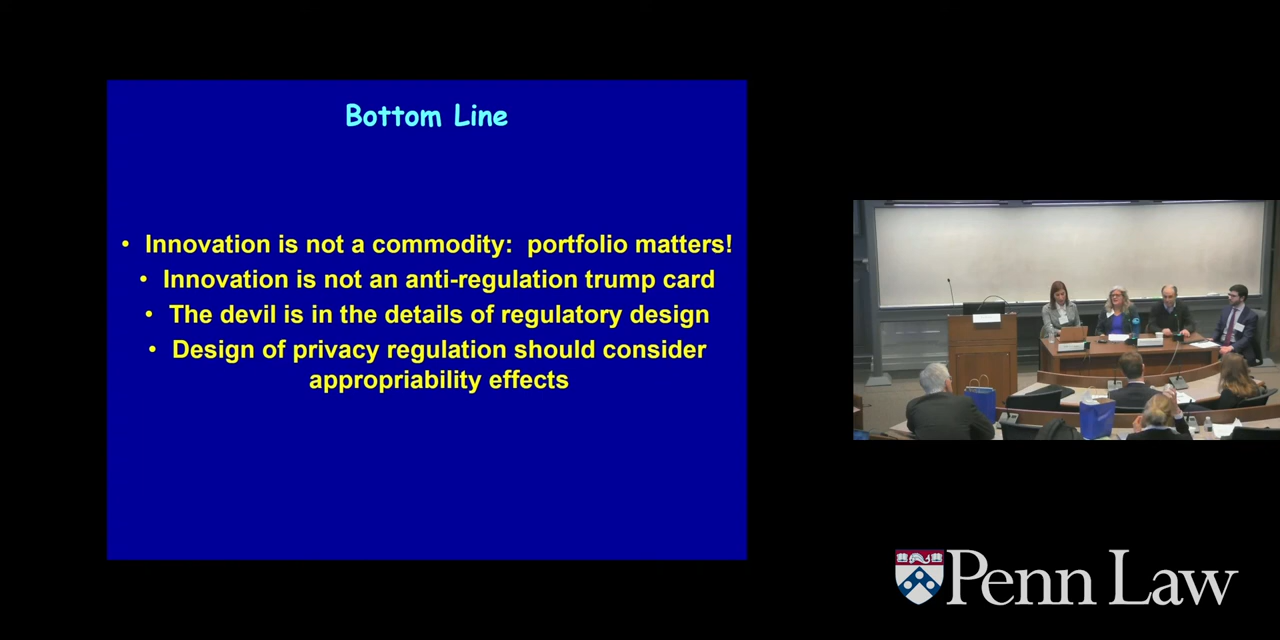 Bottom Line
• Innovation is not a commodity: portfolio matters!
• Innovation is not an anti-regulation trump card
• The devil is in the details of regulatory design
• Design of privacy regulation should consider
appropriability effects
Penn Law